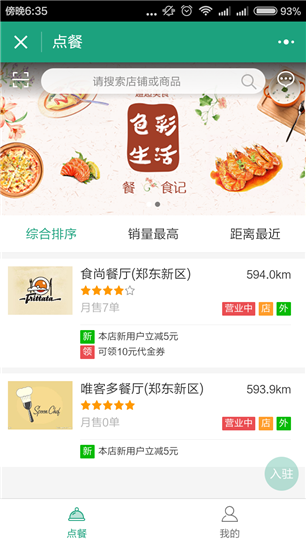 傍晚6:35
93%
点餐
请搜索店铺或商品
色彩
生活
餐 食记
综合排序
销量最高
距离最近
食尚餐厅(郑东新区)
594.0km
frittata
月售7单
营业中 店 外
新 本店新用户立减5元
领 可领10元代金券
唯客多餐厅(郑东新区)
593.9km
Spoon Chef
月售0单
营业中 店 外
新 本店新用户立减5元
入驻
点餐
我的